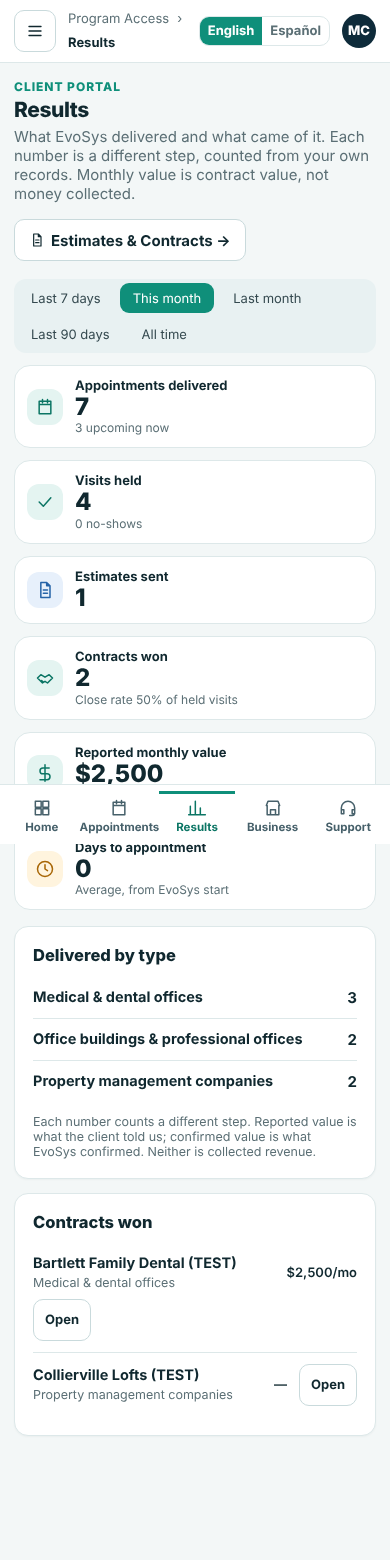 Program Access ›
Results
English
Español
MC
CLIENT PORTAL
Results
What EvoSys delivered and what came of it. Each
number is a different step, counted from your own
records. Monthly value is contract value, not
money collected.
Estimates & Contracts →
Last 7 days
This month
Last month
Last 90 days
All time
Appointments delivered
7
3 upcoming now
Visits held
4
0 no-shows
Estimates sent
1
Contracts won
2
Close rate 50% of held visits
Reported monthly value
$2,500
Home
Appointments
Results
Business
Support
Days to appointment
0
Average, from EvoSys start
Delivered by type
Medical & dental offices 3
Office buildings & professional offices 2
Property management companies 2
Each number counts a different step. Reported value is
what the client told us; confirmed value is what
EvoSys confirmed. Neither is collected revenue.
Contracts won
Bartlett Family Dental (TEST)
Medical & dental offices
$2,500/mo
Open
Collierville Lofts (TEST)
Property management companies
—
Open